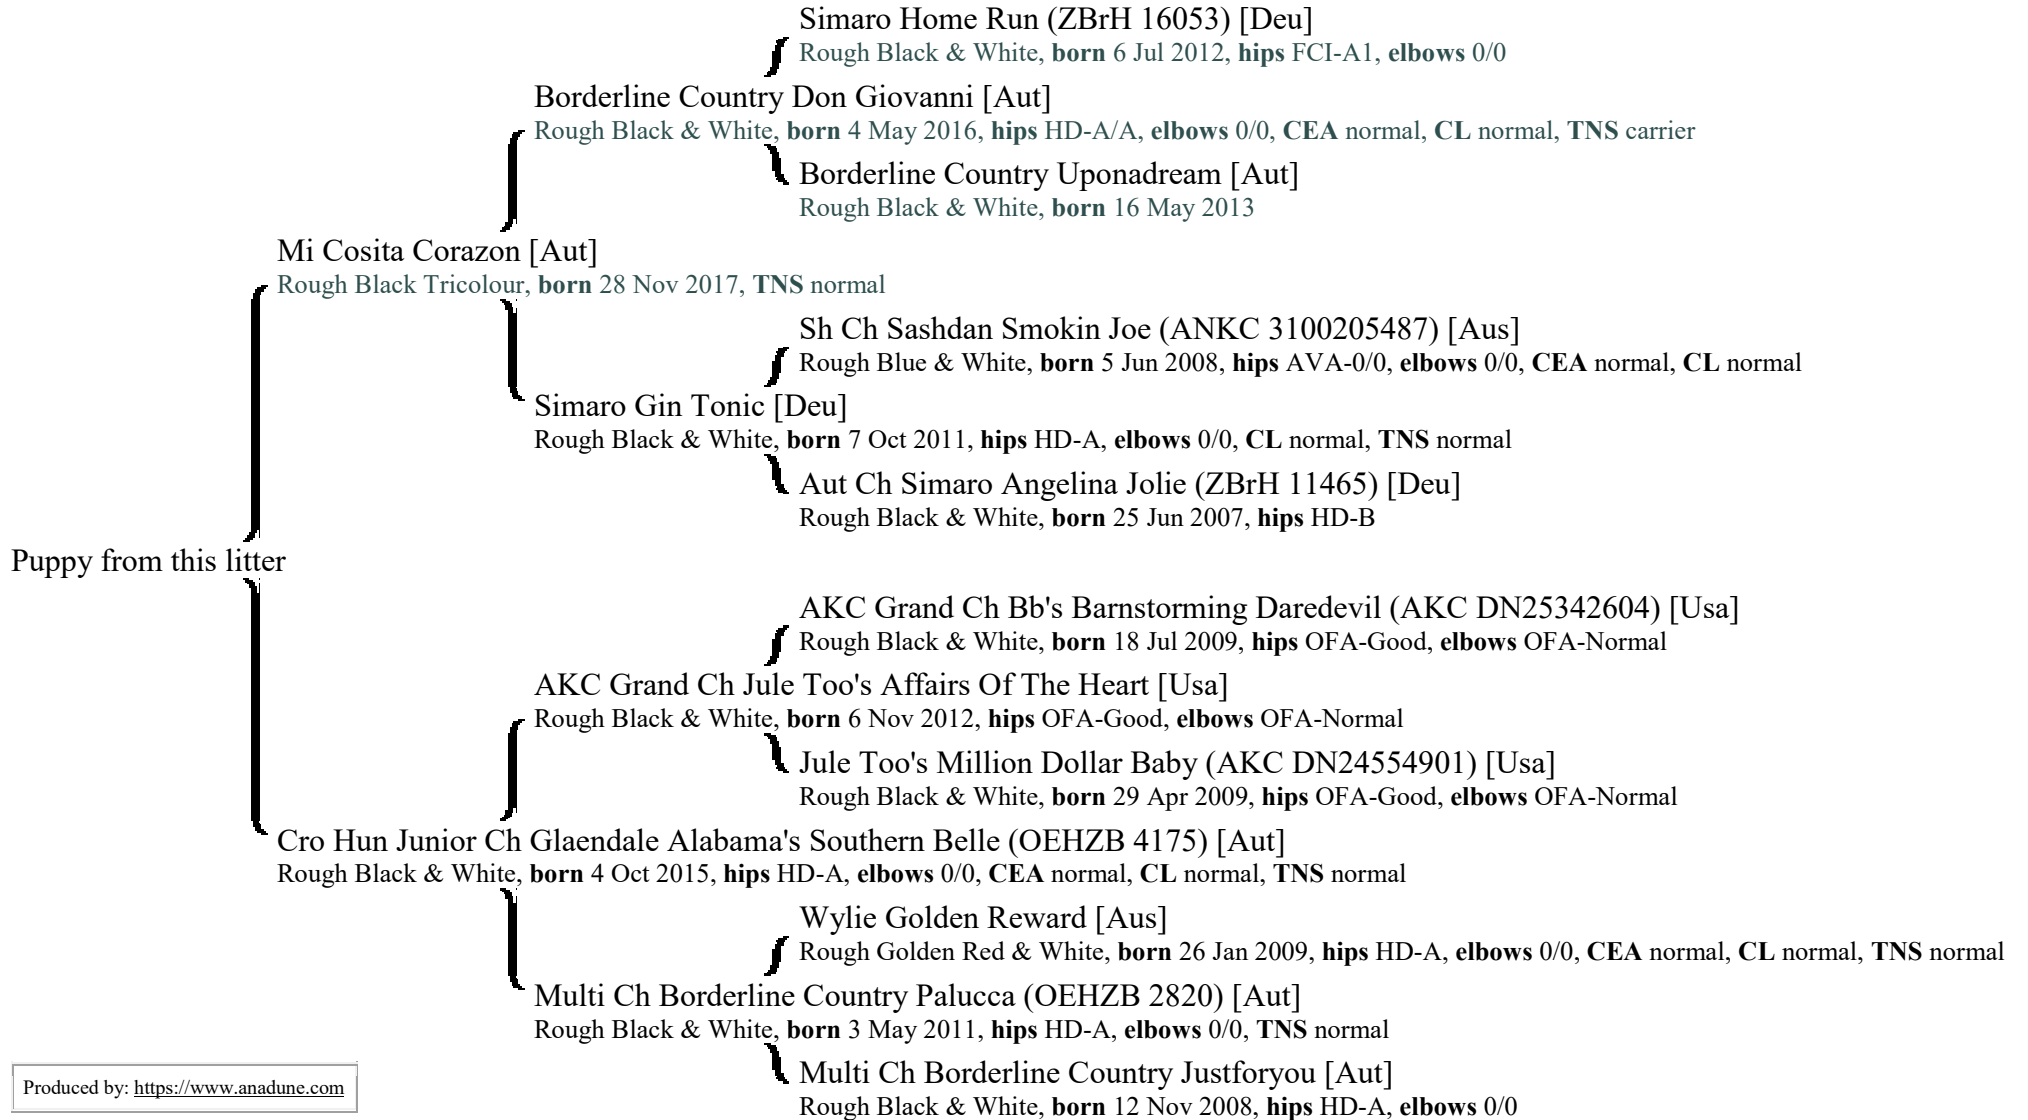 Simaro Home Run (ZBrH 16053) [Deu]
Rough Black & White, born 6 Jul 2012, hips FCI-A1, elbows 0/0
Borderline Country Don Giovanni [Aut]
Rough Black & White, born 4 May 2016, hips HD-A/A, elbows 0/0, CEA normal, CL normal, TNS carrier
Borderline Country Uponadream [Aut]
Rough Black & White, born 16 May 2013
Mi Cosita Corazon [Aut]
Rough Black Tricolour, born 28 Nov 2017, TNS normal
Sh Ch Sashdan Smokin Joe (ANKC 3100205487) [Aus]
Rough Blue & White, born 5 Jun 2008, hips AVA-0/0, elbows 0/0, CEA normal, CL normal
Simaro Gin Tonic [Deu]
Rough Black & White, born 7 Oct 2011, hips HD-A, elbows 0/0, CL normal, TNS normal
Aut Ch Simaro Angelina Jolie (ZBrH 11465) [Deu]
Rough Black & White, born 25 Jun 2007, hips HD-B
Puppy from this litter
AKC Grand Ch Bb's Barnstorming Daredevil (AKC DN25342604) [Usa]
Rough Black & White, born 18 Jul 2009, hips OFA-Good, elbows OFA-Normal
AKC Grand Ch Jule Too's Affairs Of The Heart [Usa]
Rough Black & White, born 6 Nov 2012, hips OFA-Good, elbows OFA-Normal
Jule Too's Million Dollar Baby (AKC DN24554901) [Usa]
Rough Black & White, born 29 Apr 2009, hips OFA-Good, elbows OFA-Normal
Cro Hun Junior Ch Glaendale Alabama's Southern Belle (OEHZB 4175) [Aut]
Rough Black & White, born 4 Oct 2015, hips HD-A, elbows 0/0, CEA normal, CL normal, TNS normal
Wylie Golden Reward [Aus]
Rough Golden Red & White, born 26 Jan 2009, hips HD-A, elbows 0/0, CEA normal, CL normal, TNS normal
Multi Ch Borderline Country Palucca (OEHZB 2820) [Aut]
Rough Black & White, born 3 May 2011, hips HD-A, elbows 0/0, TNS normal
Multi Ch Borderline Country Justforyou [Aut]
Rough Black & White, born 12 Nov 2008, hips HD-A, elbows 0/0
Produced by: https://www.anadune.com